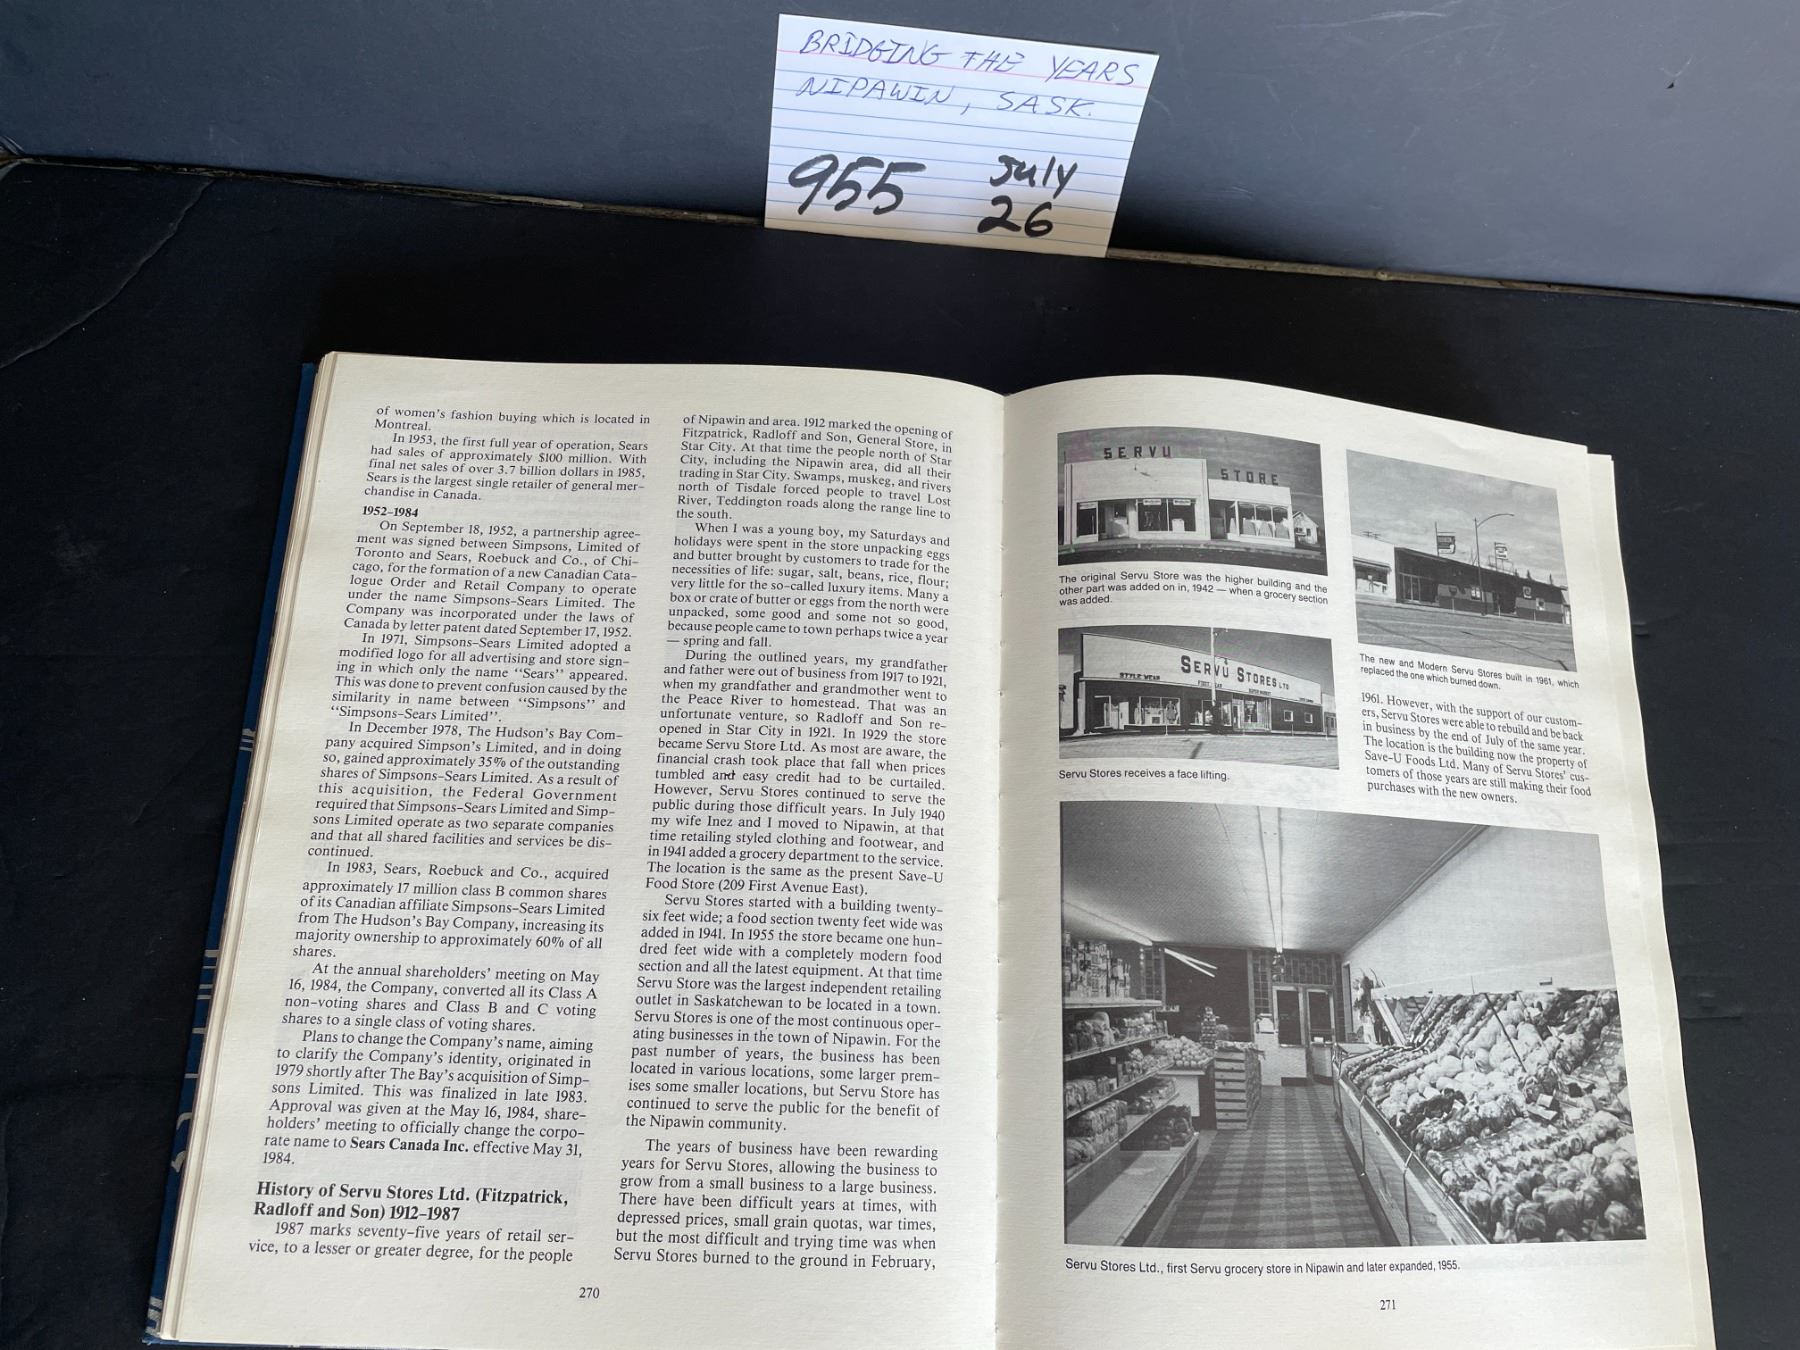 BRIDGING THE YEARS
NIPAWIN, SASK.
955 July
26
of women's fashion buying which is located in
Montreal.
In 1953, the first full year of operation, Sears
had sales of approximately $100 million. With
final net sales of over 3.7 billion dollars in 1985,
Sears is the largest single retailer of general mer-
chandise in Canada.
1952–1984
On September 18, 1952, a partnership agree-
ment was signed between Simpsons, Limited of
Toronto and Sears, Roebuck and Co., of Chi-
cago, for the formation of a new Canadian Cata-
logue Order and Retail Company to operate
under the name Simpsons–Sears Limited. The
Company was incorporated under the laws of
Canada by letter patent dated September 17, 1952.
In 1971, Simpsons–Sears Limited adopted a
modified logo for all advertising and store sign-
ing in which only the name "Sears" appeared.
This was done to prevent confusion caused by the
similarity in name between "Simpsons" and
"Simpsons–Sears Limited".
In December 1978, The Hudson's Bay Com-
pany acquired Simpson's Limited, and in doing
so, gained approximately 35% of the outstanding
shares of Simpsons–Sears Limited. As a result of
this acquisition, the Federal Government
required that Simpsons–Sears Limited and Simp-
sons Limited operate as two separate companies
and that all shared facilities and services be dis-
continued.
In 1983, Sears, Roebuck and Co., acquired
approximately 17 million class B common shares
of its Canadian affiliate Simpsons–Sears Limited
from The Hudson's Bay Company, increasing its
majority ownership to approximately 60% of all
shares.
At the annual shareholders' meeting on May
16, 1984, the Company, converted all its Class A
non–voting shares and Class B and C voting
shares to a single class of voting shares.
Plans to change the Company's name, aiming
to clarify the Company's identity, originated in
1979 shortly after The Bay's acquisition of Simp-
sons Limited. This was finalized in late 1983.
Approval was given at the May 16, 1984, share-
holders' meeting to officially change the corpo-
rate name to Sears Canada Inc. effective May 31,
1984.
History of Servu Stores Ltd. (Fitzpatrick,
Radloff and Son) 1912–1987
1987 marks seventy–five years of retail ser-
vice, to a lesser or greater degree, for the people
270
of Nipawin and area. 1912 marked the opening of
Fitzpatrick, Radloff and Son, General Store, in
Star City. At that time the people north of Star
City, including the Nipawin area, did all their
trading in Star City. Swamps, muskeg, and rivers
north of Tisdale forced people to travel Lost
River, Teddington roads along the range line to
the south.
When I was a young boy, my Saturdays and
holidays were spent in the store unpacking eggs
and butter brought by customers to trade for the
necessities of life: sugar, salt, beans, rice, flour;
very little for the so–called luxury items. Many a
box or crate of butter or eggs from the north were
unpacked, some good and some not so good,
because people came to town perhaps twice a year
— spring and fall.
During the outlined years, my grandfather
and father were out of business from 1917 to 1921,
when my grandfather and grandmother went to
the Peace River to homestead. That was an
unfortunate venture, so Radloff and Son re-
opened in Star City in 1921. In 1929 the store
became Servu Store Ltd. As most are aware, the
financial crash took place that fall when prices
tumbled and easy credit had to be curtailed.
However, Servu Stores continued to serve the
public during those difficult years. In July 1940
my wife Inez and I moved to Nipawin, at that
time retailing styled clothing and footwear, and
in 1941 added a grocery department to the service.
The location is the same as the present Save–U
Food Store (209 First Avenue East).
Servu Stores started with a building twenty–
six feet wide; a food section twenty feet wide was
added in 1941. In 1955 the store became one hun-
dred feet wide with a completely modern food
section and all the latest equipment. At that time
Servu Store was the largest independent retailing
outlet in Saskatchewan to be located in a town.
Servu Stores is one of the most continuous oper-
ating businesses in the town of Nipawin. For the
past number of years, the business has been
located in various locations, some larger prem-
ises some smaller locations, but Servu Store has
continued to serve the public for the benefit of
the Nipawin community.
The years of business have been rewarding
years for Servu Stores, allowing the business to
grow from a small business to a large business.
There have been difficult years at times, with
depressed prices, small grain quotas, war times,
but the most difficult and trying time was when
Servu Stores burned to the ground in February,
SERVU
STORE
The original Servu Store was the higher building and the
other part was added on in, 1942 — when a grocery section
was added.
SERVU STORES LTD
STYLE-WEAR
Servu Stores receives a face lifting.
The new and Modern Servu Stores built in 1961, which
replaced the one which burned down.
1961. However, with the support of our custom-
ers, Servu Stores were able to rebuild and be back
in business by the end of July of the same year.
The location is the building now the property of
Save–U Foods Ltd. Many of Servu Stores' cus-
tomers of those years are still making their food
purchases with the new owners.
Servu Stores Ltd., first Servu grocery store in Nipawin and later expanded, 1955.
271